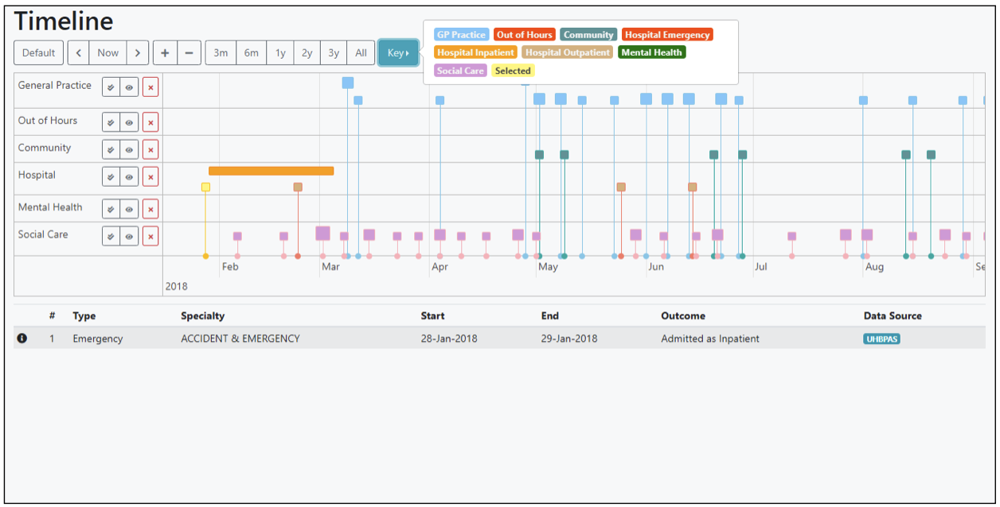 Timeline
Default < Now > + − 3m 6m 1y 2y 3y All Key
GP Practice Out of Hours Community Hospital Emergency
Hospital Inpatient Hospital Outpatient Mental Health
Social Care Selected
General Practice
Out of Hours
Community
Hospital
Mental Health
Social Care
Feb Mar Apr May Jun Jul Aug Se
2018
# Type Specialty Start End Outcome Data Source
1 Emergency ACCIDENT & EMERGENCY 28-Jan-2018 29-Jan-2018 Admitted as Inpatient UHBPAS